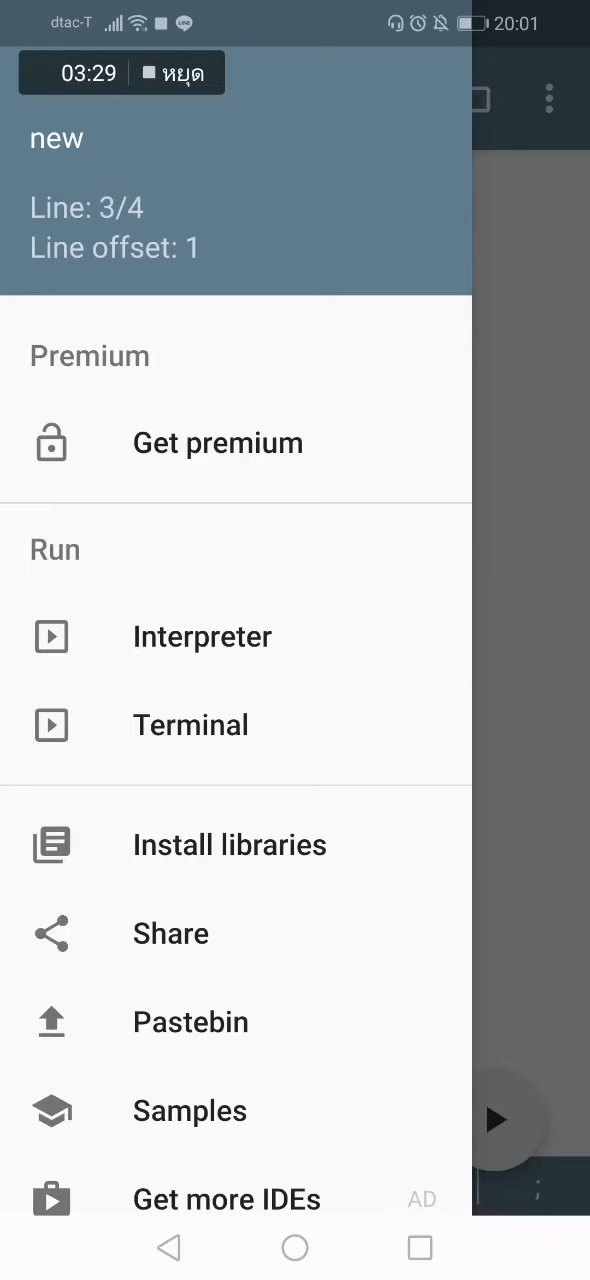 dtac-T LINE 20:01
03:29 หยุด
new
Line: 3/4
Line offset: 1
Premium
Get premium
Run
Interpreter
Terminal
Install libraries
Share
Pastebin
Samples
Get more IDEs AD
;